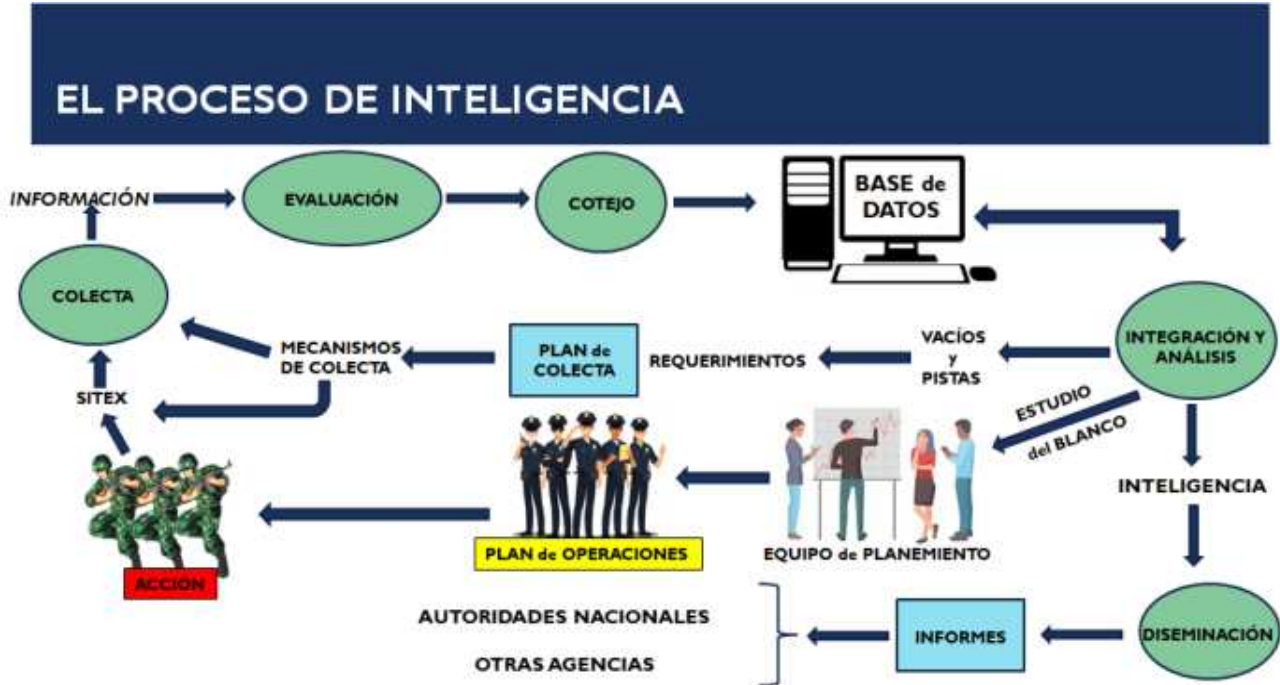 EL PROCESO DE INTELIGENCIA
INFORMACIÓN
EVALUACIÓN
COTEJO
BASE de
DATOS
COLECTA
MECANISMOS
DE COLECTA
PLAN de
COLECTA
REQUERIMIENTOS
VACÍOS
y
PISTAS
INTEGRACIÓN Y
ANÁLISIS
SITEX
ESTUDIO
del BLANCO
INTELIGENCIA
ACCIÓN
PLAN de OPERACIONES
EQUIPO de PLANEMIENTO
AUTORIDADES NACIONALES
OTRAS AGENCIAS
INFORMES
DISEMINACIÓN